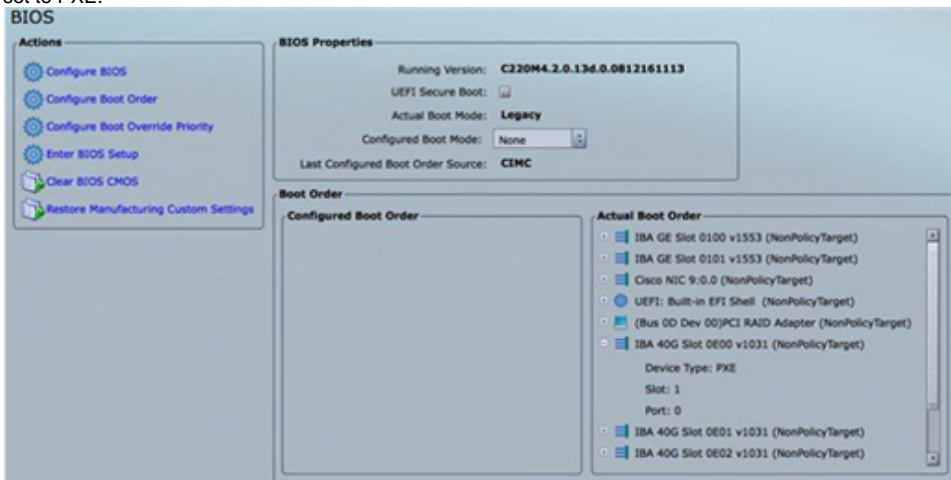 set to PXE.
BIOS
Actions
Configure BIOS
Configure Boot Order
Configure Boot Override Priority
Enter BIOS Setup
Clear BIOS CMOS
Restore Manufacturing Custom Settings
BIOS Properties
Running Version: C220M4.2.0.13d.0.0812161113
UEFI Secure Boot:
Actual Boot Mode: Legacy
Configured Boot Mode: None
Last Configured Boot Order Source: CIMC
Boot Order
Configured Boot Order
Actual Boot Order
IBA GE Slot 0100 v1553 (NonPolicyTarget)
IBA GE Slot 0101 v1553 (NonPolicyTarget)
Cisco NIC 9:0.0 (NonPolicyTarget)
UEFI: Built-in EFI Shell (NonPolicyTarget)
(Bus 0D Dev 00)PCI RAID Adapter (NonPolicyTarget)
IBA 40G Slot 0E00 v1031 (NonPolicyTarget)
Device Type: PXE
Slot: 1
Port: 0
IBA 40G Slot 0E01 v1031 (NonPolicyTarget)
IBA 40G Slot 0E02 v1031 (NonPolicyTarget)